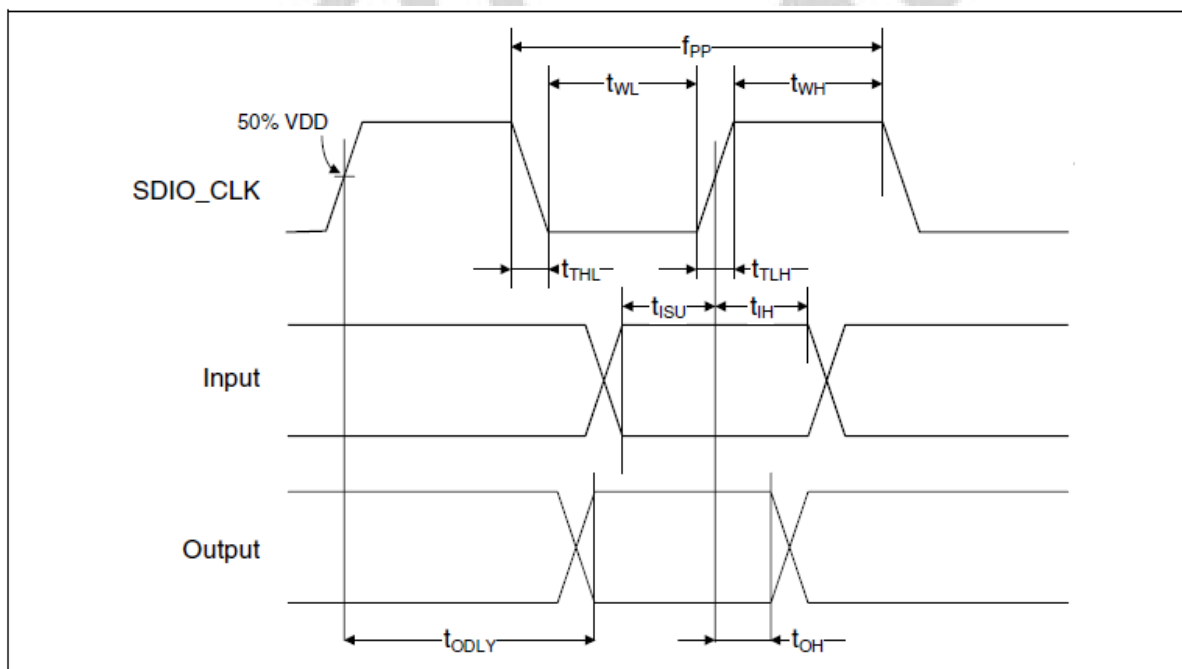 fPP
tWL
tWH
50% VDD
SDIO_CLK
tTHL
tTLH
tISU
tIH
Input
Output
tODLY
tOH